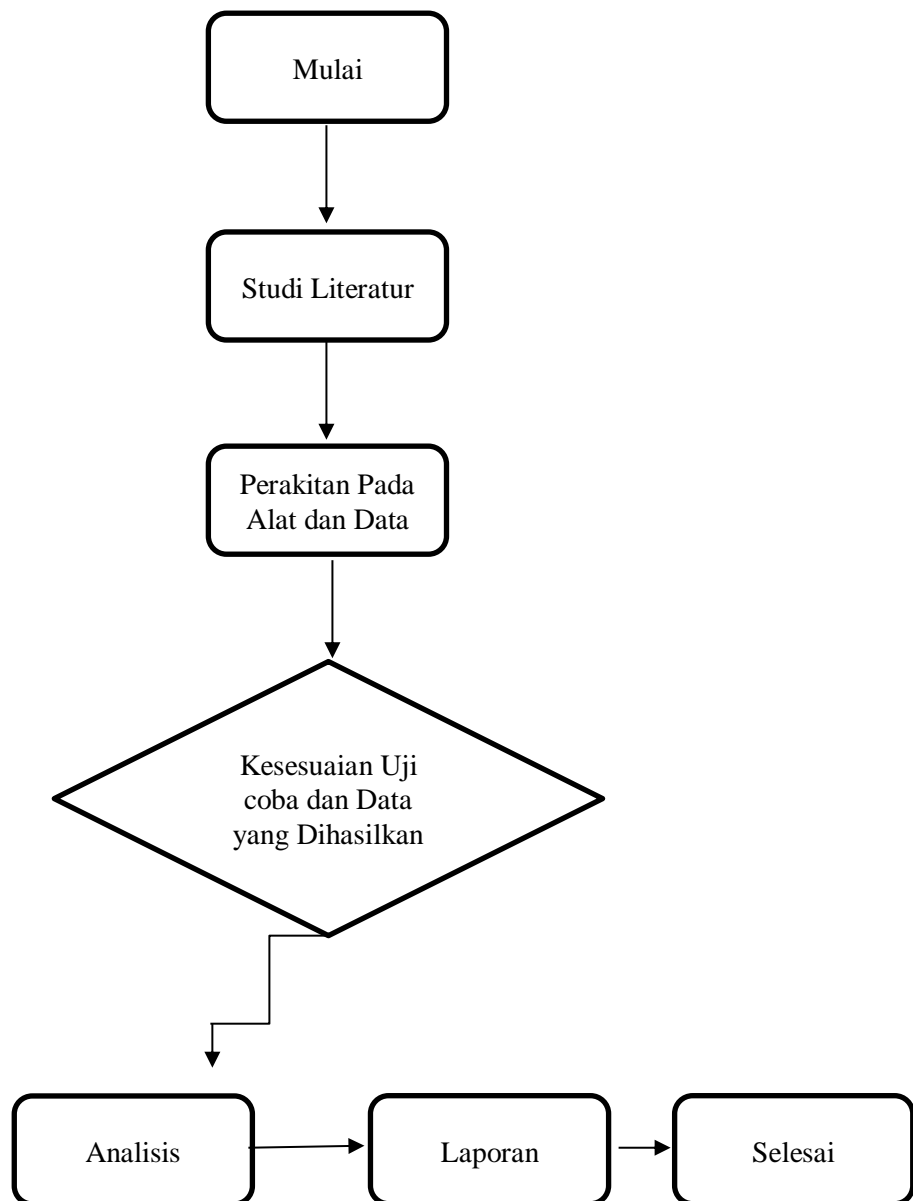 Mulai
Studi Literatur
Perakitan Pada
Alat dan Data
Kesesuaian Uji
coba dan Data
yang Dihasilkan
Analisis
Laporan
Selesai